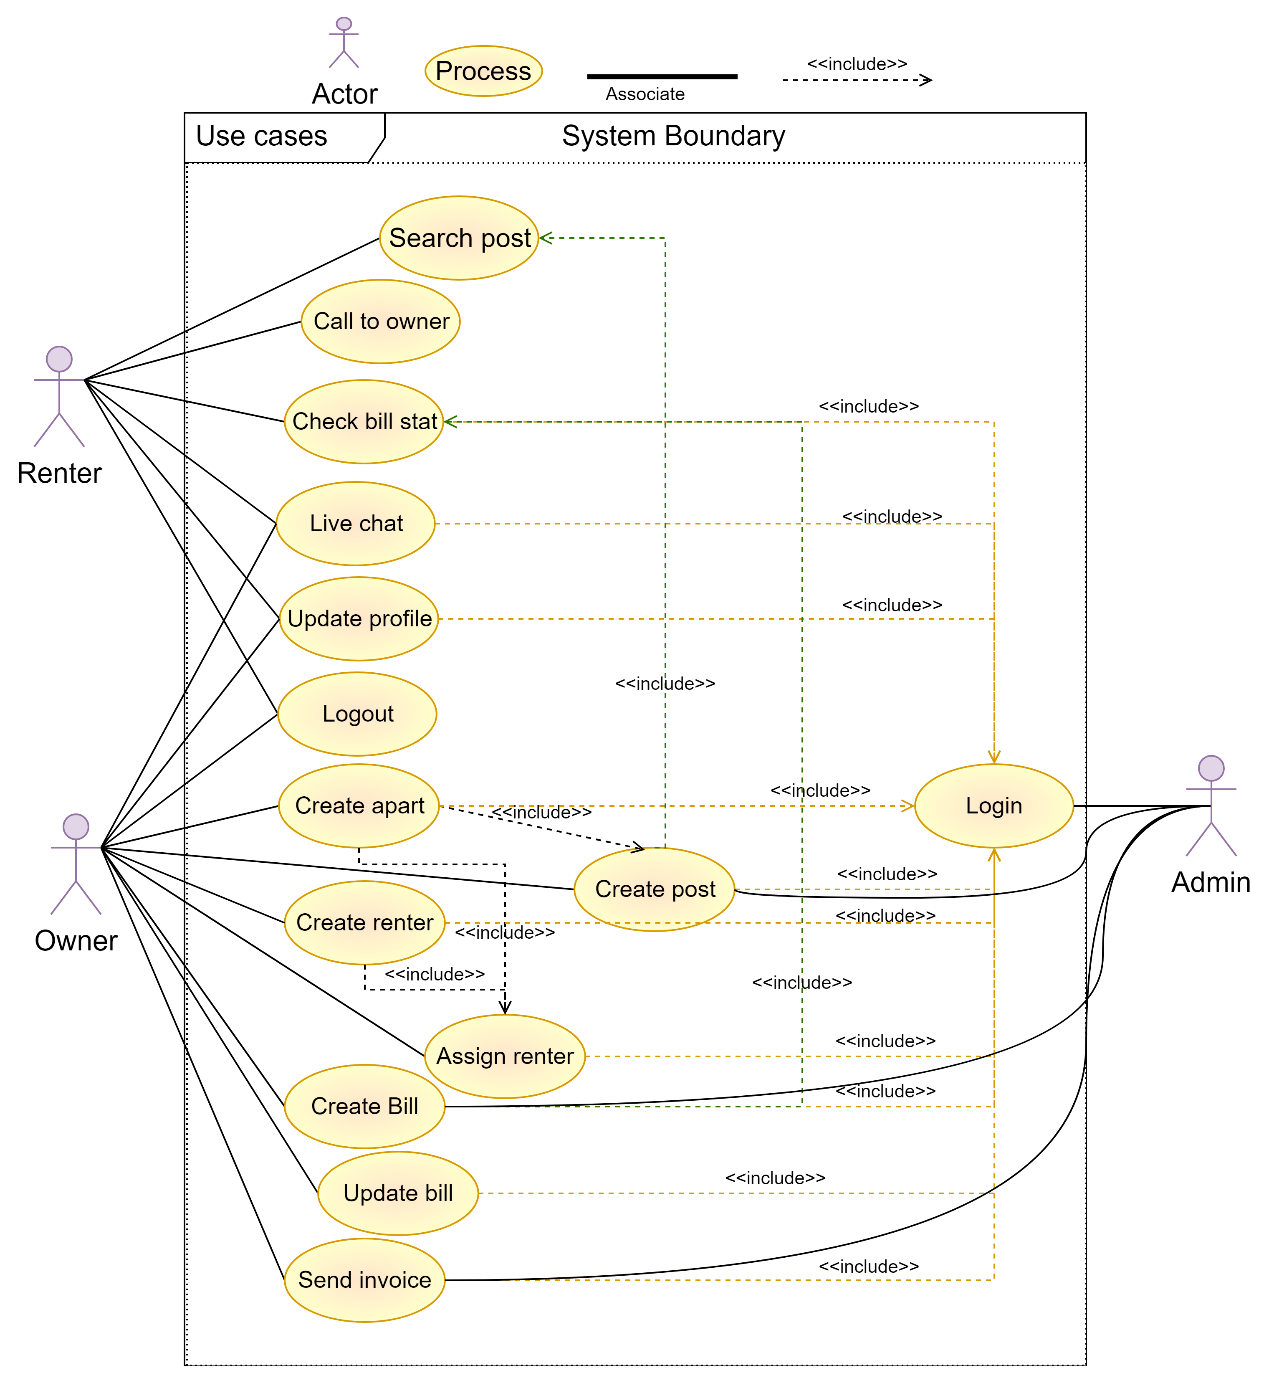 <<include>>
Process
Actor
Associate
Use cases
System Boundary
Search post
Call to owner
<<include>>
Check bill stat
Renter
<<include>>
Live chat
<<include>>
Update profile
<<include>>
Logout
<<include>>
Create apart
<<include>>
Login
<<include>>
Create post
Admin
<<include>>
Create renter
<<include>>
Owner
<<include>>
<<include>>
<<include>>
Assign renter
<<include>>
Create Bill
<<include>>
Update bill
<<include>>
Send invoice